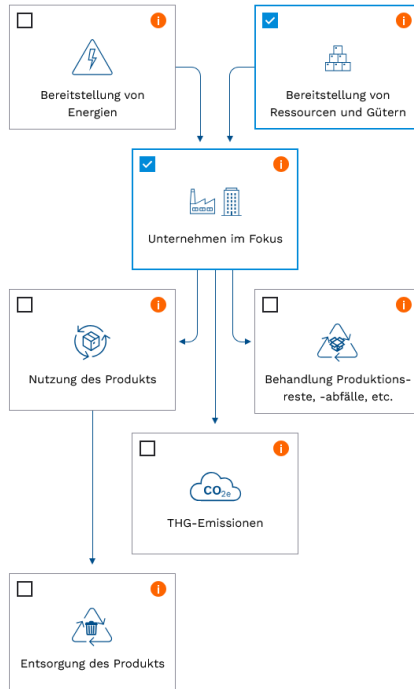 i
i
Bereitstellung von
Energien
Bereitstellung von
Ressourcen und Gütern
i
Unternehmen im Fokus
i
i
Nutzung des Produkts
Behandlung Produktions-
reste, -abfälle, etc.
i
CO2e
THG-Emissionen
i
Entsorgung des Produkts